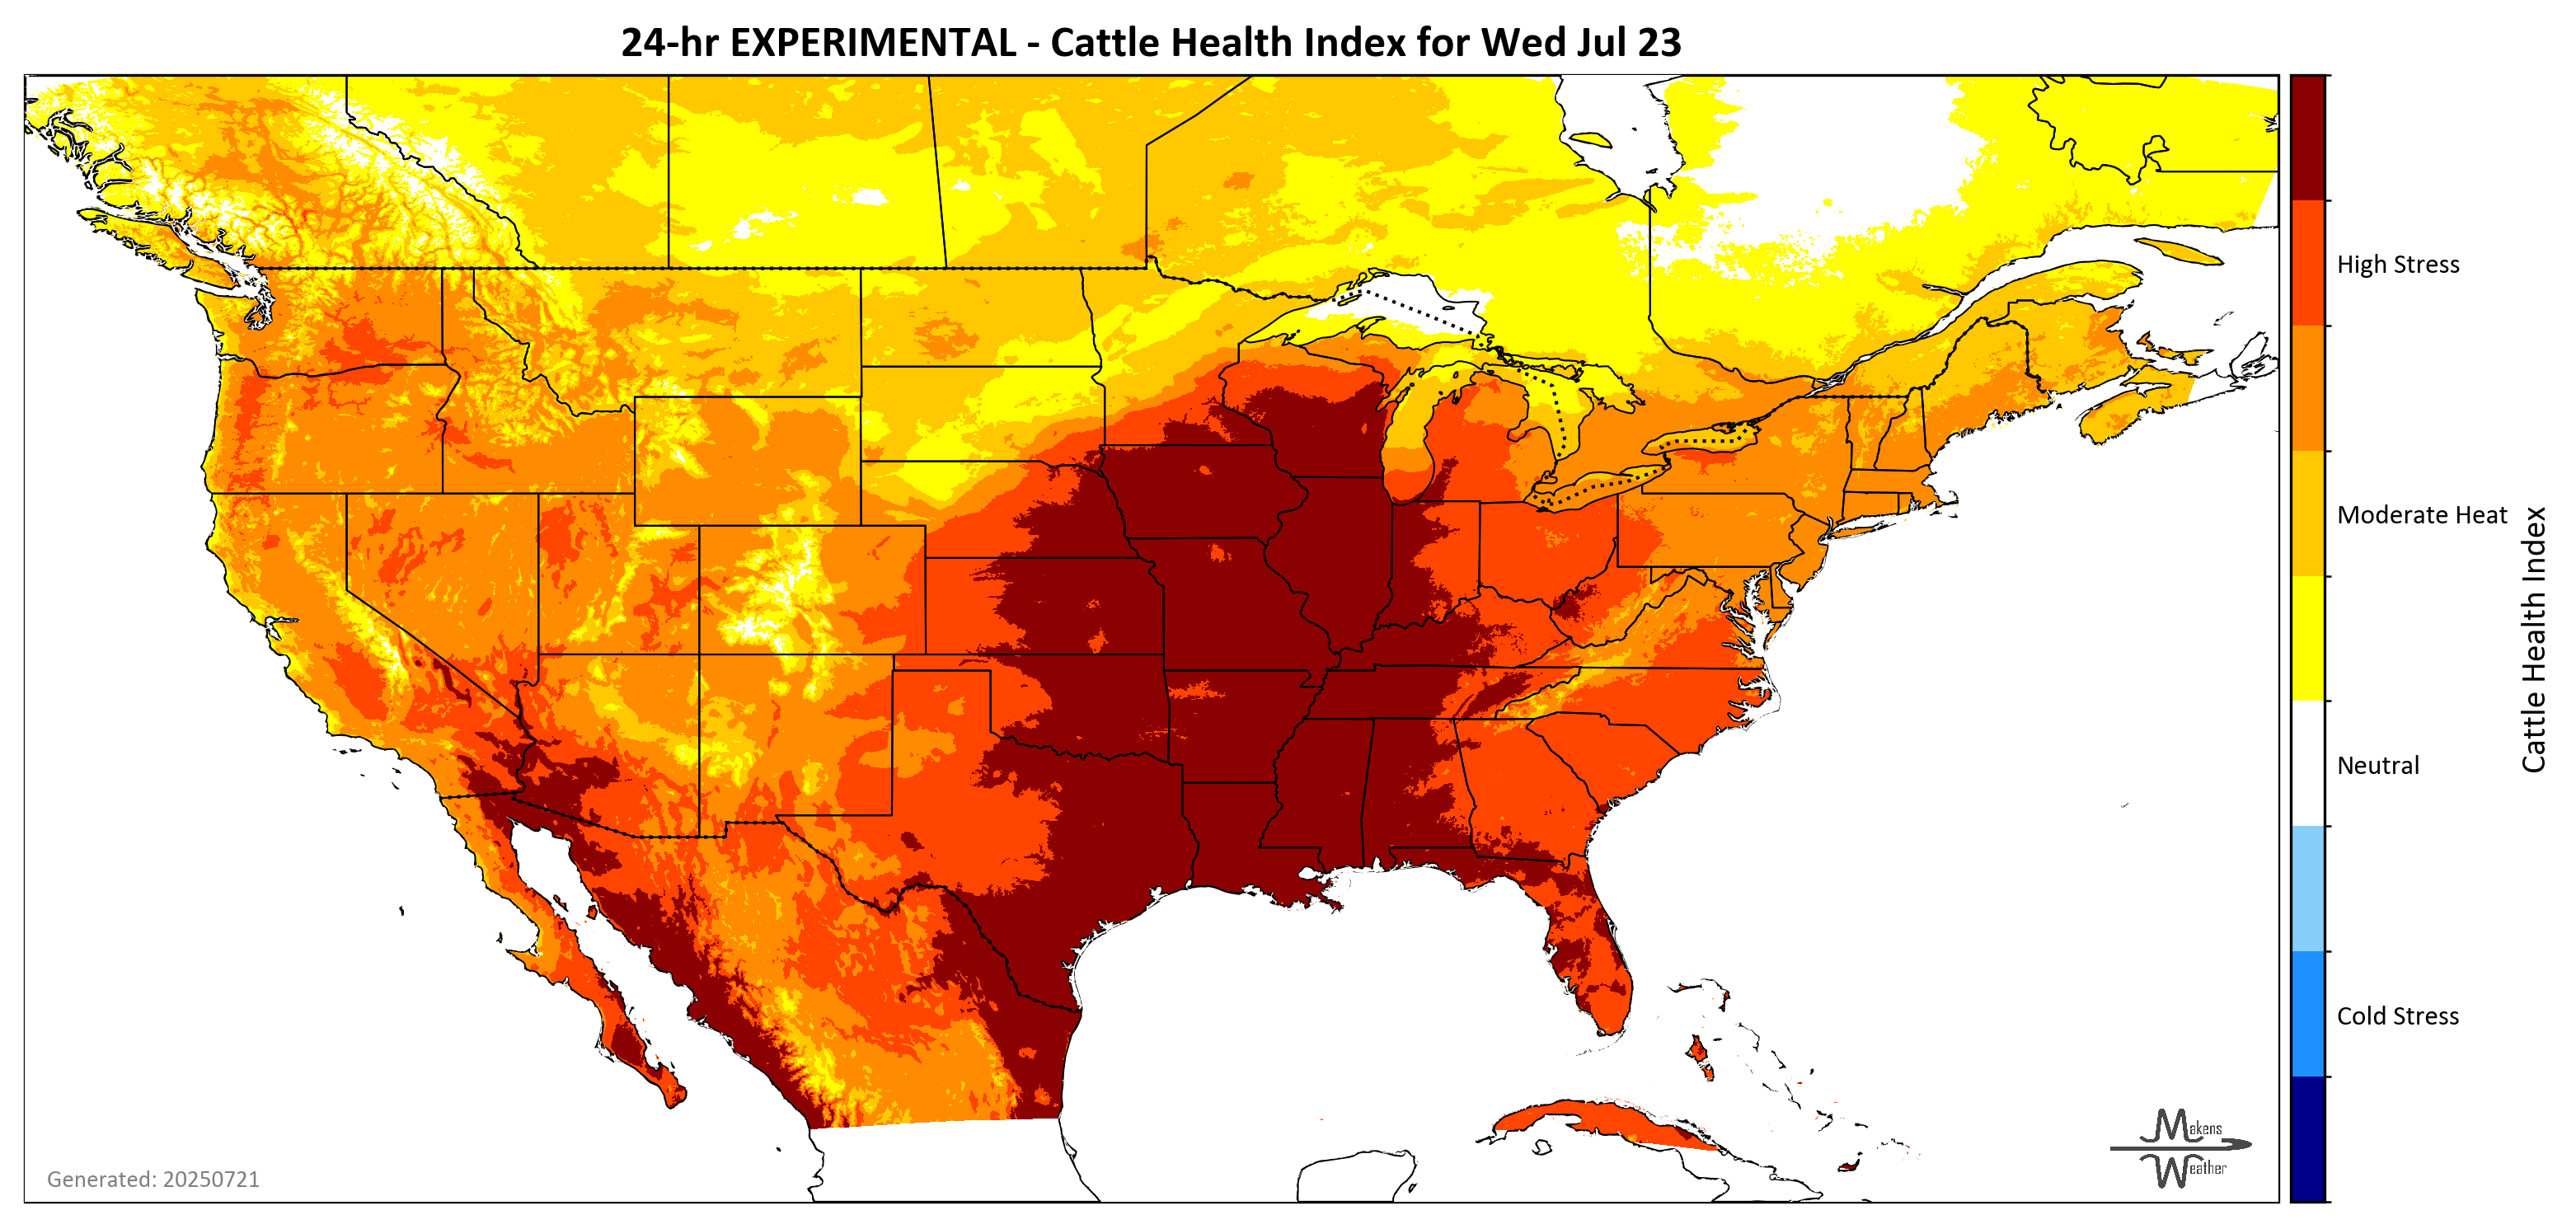 24-hr EXPERIMENTAL - Cattle Health Index for Wed Jul 23
High Stress
Moderate Heat
Neutral
Cold Stress
Cattle Health Index
Generated: 20250721
Makens
Weather